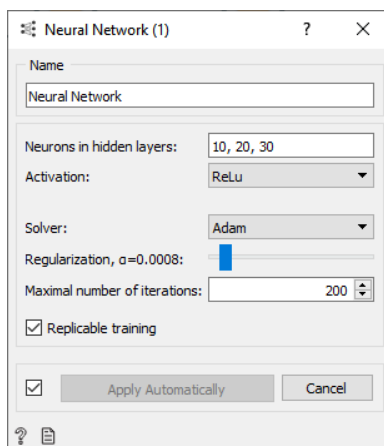 Neural Network (1)
Name
Neural Network
Neurons in hidden layers: 10, 20, 30
Activation: ReLu
Solver: Adam
Regularization, α=0.0008:
Maximal number of iterations: 200
Replicable training
Apply Automatically Cancel